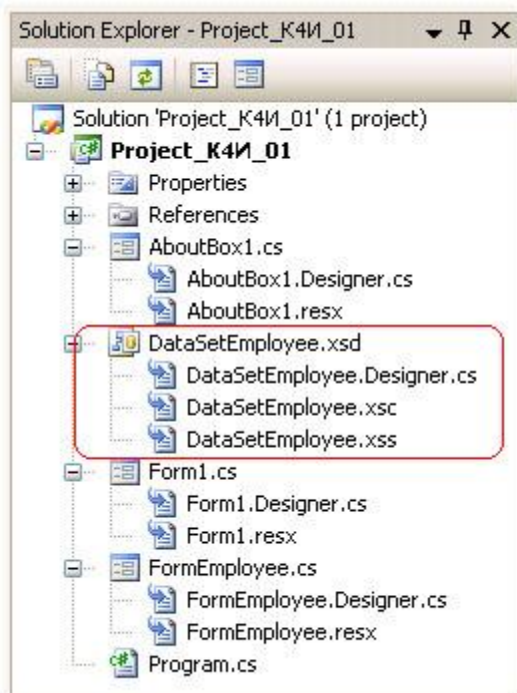 Solution Explorer - Project_К4И_01
Solution 'Project_К4И_01' (1 project)
Project_К4И_01
Properties
References
AboutBox1.cs
AboutBox1.Designer.cs
AboutBox1.resx
DataSetEmployee.xsd
DataSetEmployee.Designer.cs
DataSetEmployee.xsc
DataSetEmployee.xss
Form1.cs
Form1.Designer.cs
Form1.resx
FormEmployee.cs
FormEmployee.Designer.cs
FormEmployee.resx
Program.cs